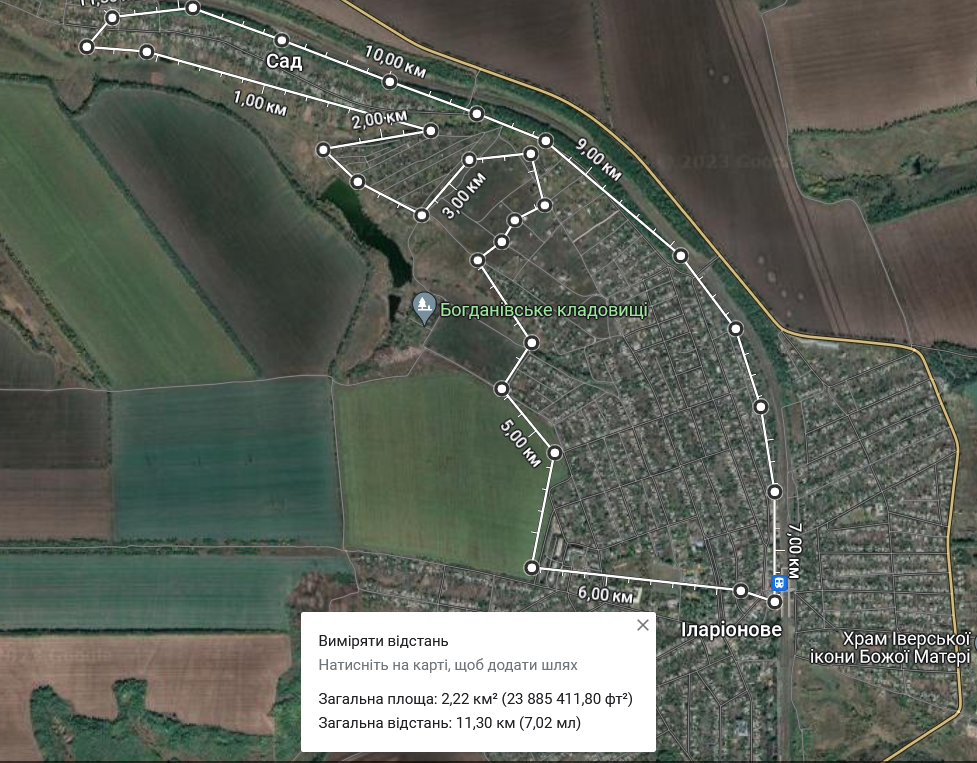 10,00 км
Сад
1,00 км
2,00 км
9,00 км
3,00 км
Богданівське кладовищі
5,00 км
7,00 км
6,00 км
Іларіонове
Храм Іверської
ікони Божої Матері
Виміряти відстань
Натисніть на карті, щоб додати шлях
Загальна площа: 2,22 км² (23 885 411,80 фт²)
Загальна відстань: 11,30 км (7,02 мл)